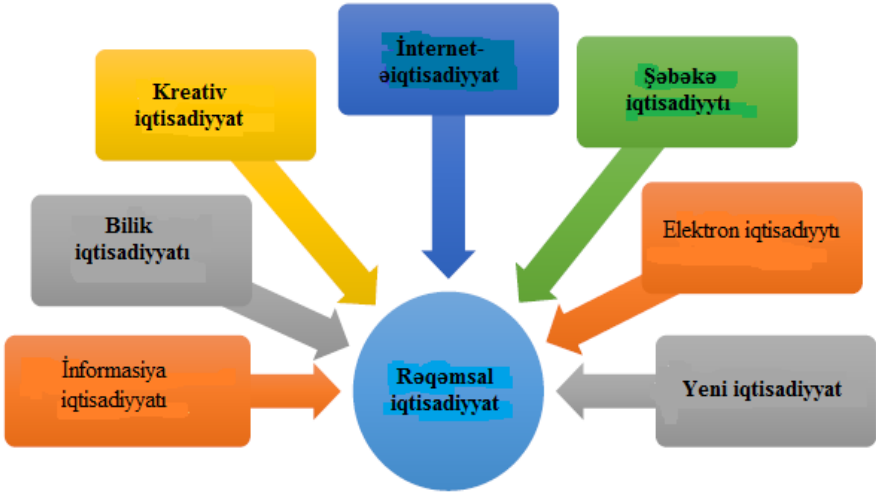 İnternet-
əiqtisadiyyat
Kreativ
iqtisadiyyat
Şəbəkə
iqtisadiyytı
Bilik
iqtisadiyyatı
Elektron iqtisadıyytı
İnformasiya
iqtisadiyyatı
Rəqəmsal
iqtisadiyyat
Yeni iqtisadiyyat